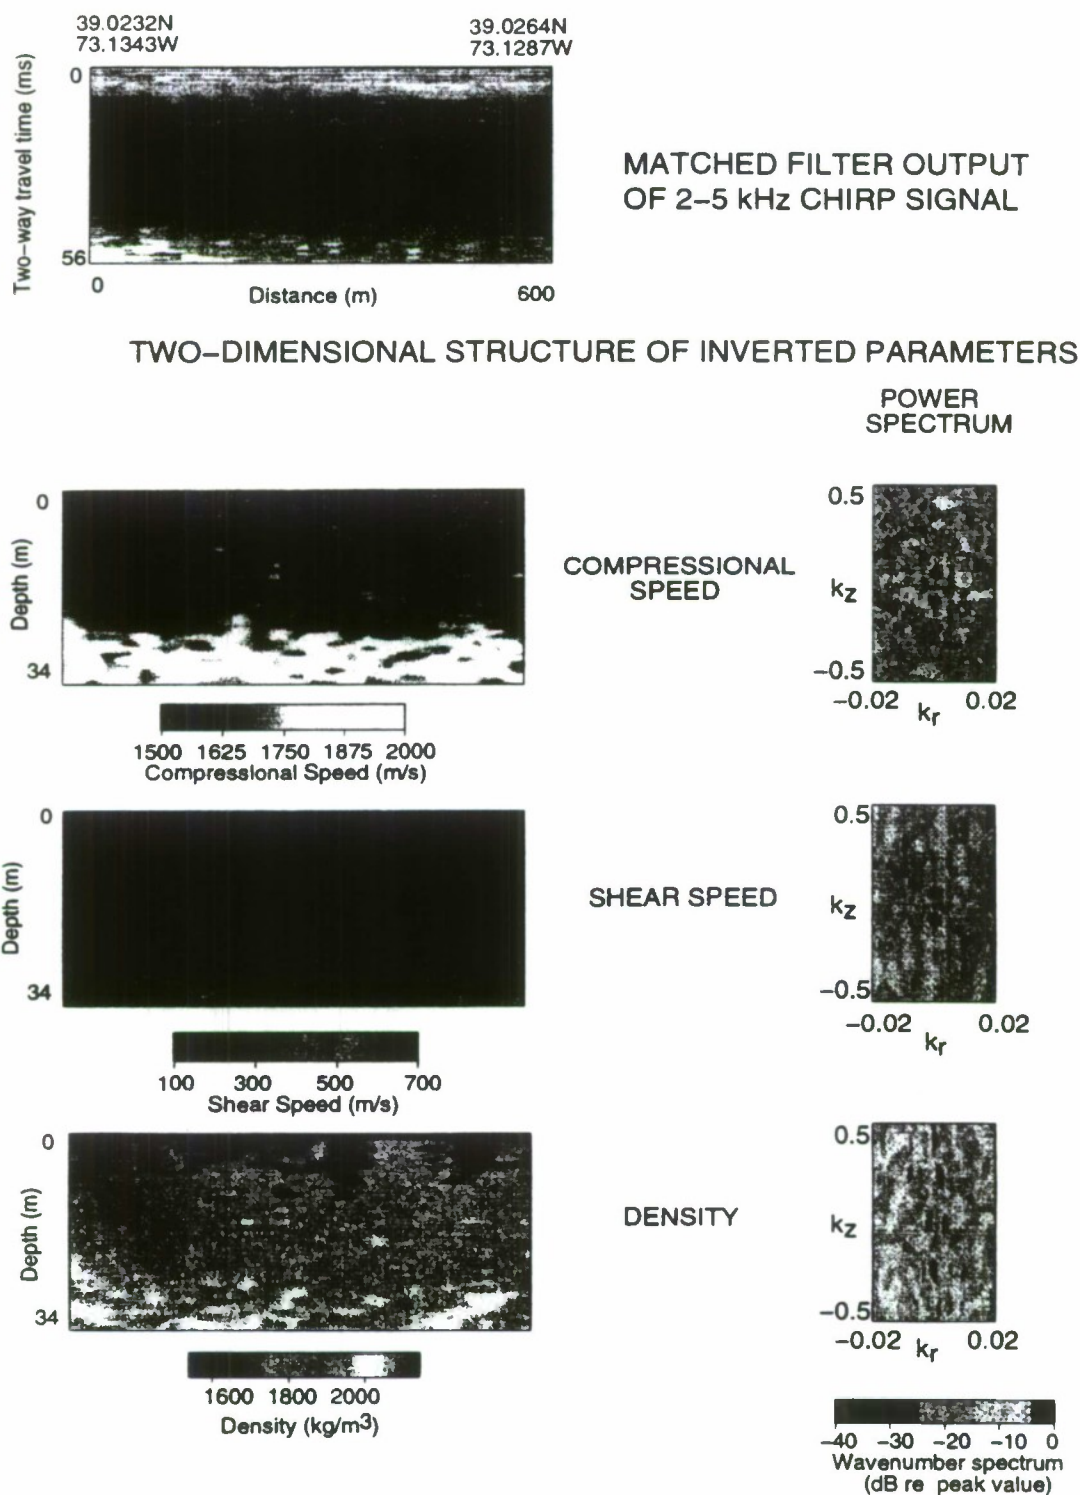 39.0232N
73.1343W
39.0264N
73.1287W
Two-way travel time (ms)
0
56
0
Distance (m)
600
MATCHED FILTER OUTPUT
OF 2-5 kHz CHIRP SIGNAL
TWO-DIMENSIONAL STRUCTURE OF INVERTED PARAMETERS
POWER
SPECTRUM
Depth (m)
0
34
1500 1625 1750 1875 2000
Compressional Speed (m/s)
COMPRESSIONAL
SPEED
0.5
kz
-0.5
-0.02 kr 0.02
Depth (m)
0
34
100 300 500 700
Shear Speed (m/s)
SHEAR SPEED
0.5
kz
-0.5
-0.02 kr 0.02
Depth (m)
0
34
1600 1800 2000
Density (kg/m3)
DENSITY
0.5
kz
-0.5
-0.02 kr 0.02
-40 -30 -20 -10 0
Wavenumber spectrum
(dB re peak value)